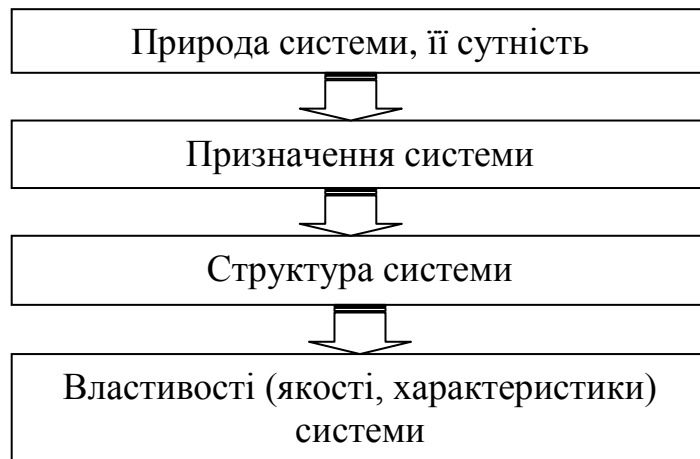 Природа системи, її сутність
Призначення системи
Структура системи
Властивості (якості, характеристики)
системи